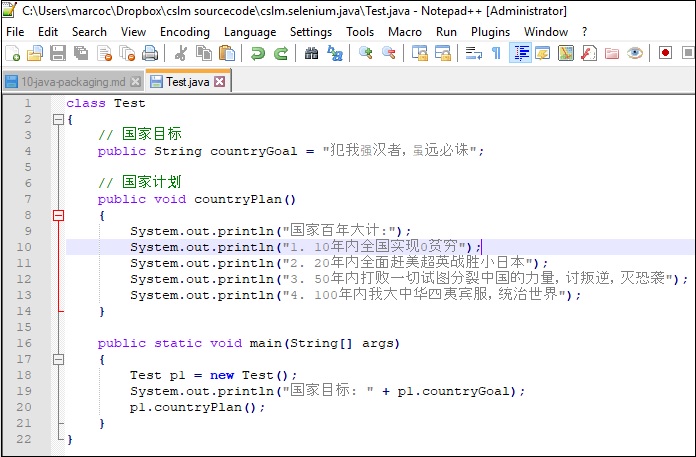 C:\Users\marcoc\Dropbox\cslm sourcecode\cslm.selenium.java\Test.java - Notepad++ [Administrator]
File Edit Search View Encoding Language Settings Tools Macro Run Plugins Window ?
10-java-packaging.md Test.java
1 class Test
2 {
3 // 国家目标
4 public String countryGoal = "犯我强汉者, 虽远必诛";
5
6 // 国家计划
7 public void countryPlan()
8 {
9 System.out.println("国家百年大计:");
10 System.out.println("1. 10年内全国实现0贫穷");
11 System.out.println("2. 20年内全面赶美超英战胜小日本");
12 System.out.println("3. 50年内打败一切试图分裂中国的力量, 讨叛逆, 灭恐袭");
13 System.out.println("4. 100年内我大中华四夷宾服, 统治世界");
14 }
15
16 public static void main(String[] args)
17 {
18 Test p1 = new Test();
19 System.out.println("国家目标: " + p1.countryGoal);
20 p1.countryPlan();
21 }
22 }